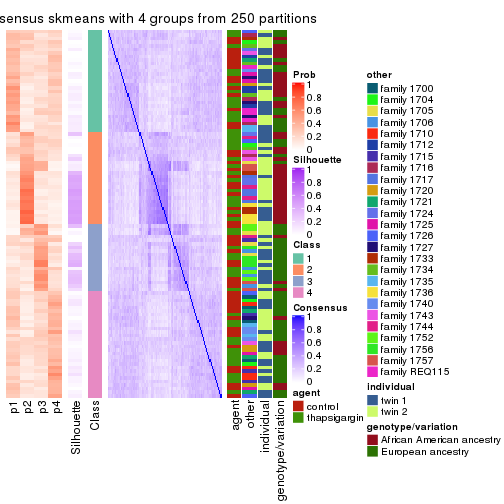 sensus skmeans with 4 groups from 250 partitions
p1
p2
p3
p4
Silhouette
Class
agent
other
individual
genotype/variation
Prob
1
0.8
0.6
0.4
0.2
0
Silhouette
1
0.8
0.6
0.4
0.2
0
Class
1
2
3
4
Consensus
1
0.8
0.6
0.4
0.2
0
agent
control
thapsigargin
other
family 1700
family 1704
family 1705
family 1706
family 1710
family 1712
family 1715
family 1716
family 1717
family 1720
family 1721
family 1724
family 1725
family 1726
family 1727
family 1733
family 1734
family 1735
family 1736
family 1740
family 1743
family 1744
family 1752
family 1756
family 1757
family REQ115
individual
twin 1
twin 2
genotype/variation
African American ancestry
European ancestry